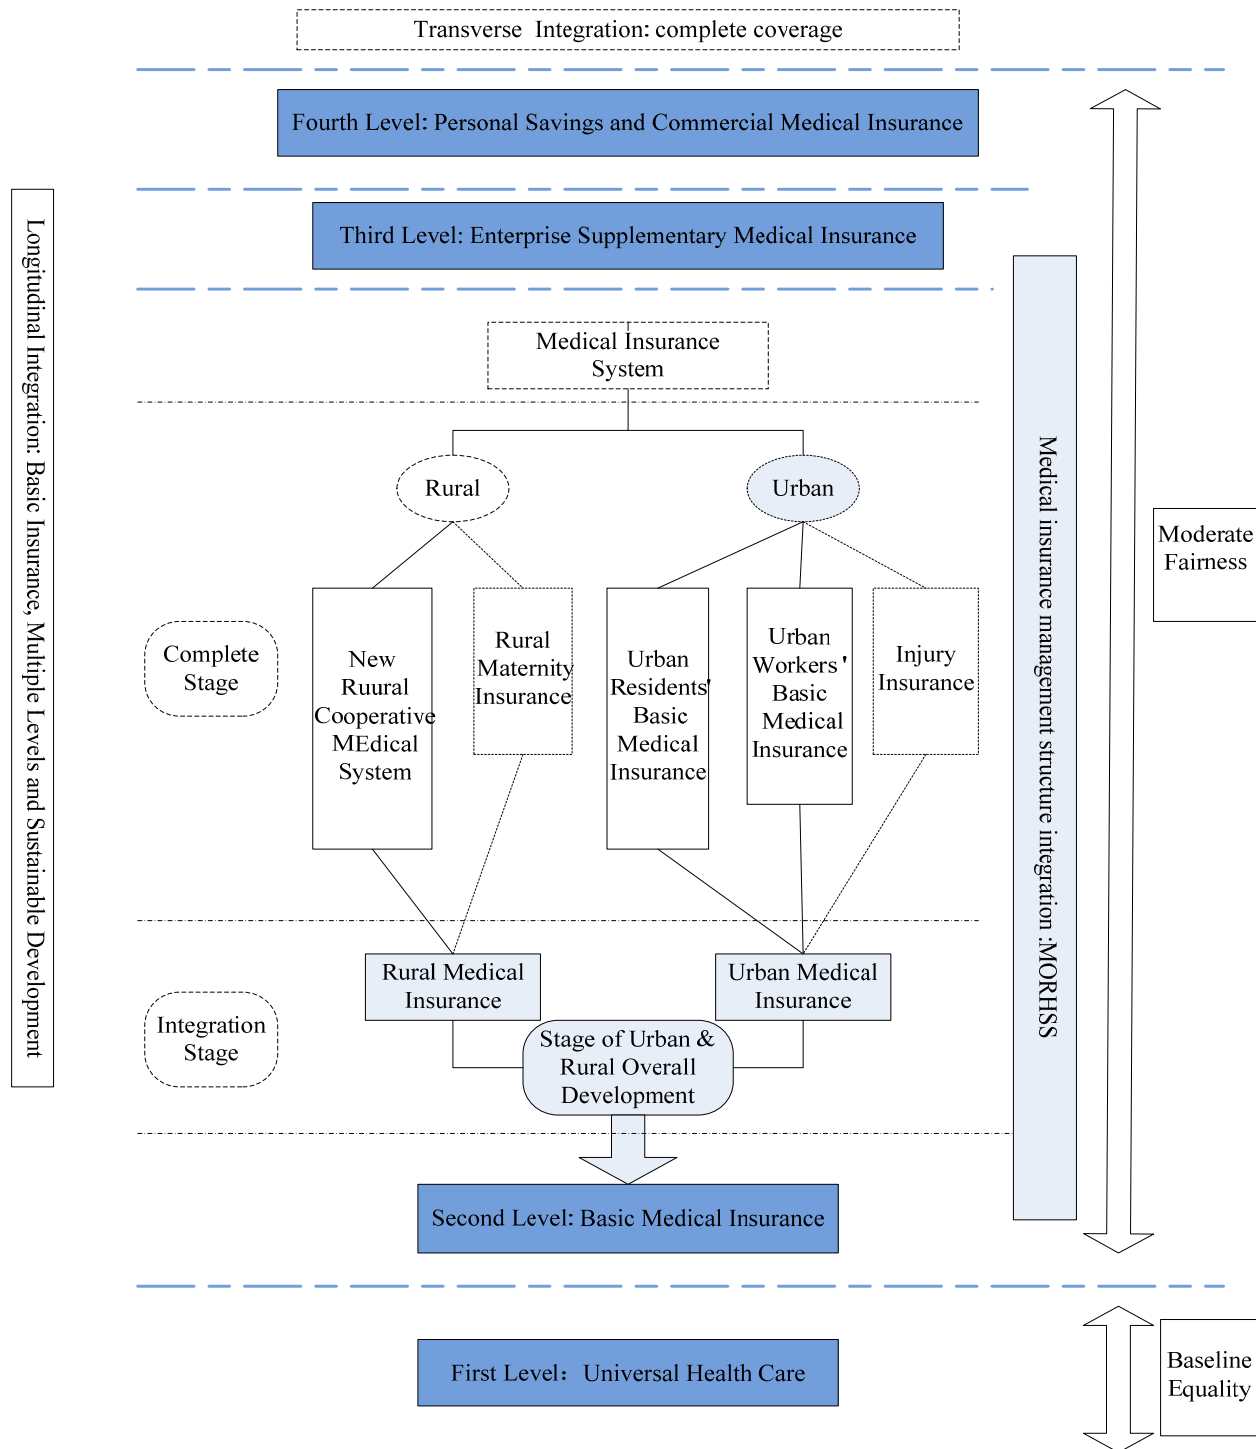 Transverse Integration: complete coverage
Fourth Level: Personal Savings and Commercial Medical Insurance
Third Level: Enterprise Supplementary Medical Insurance
Longitudinal Integration: Basic Insurance, Multiple Levels and Sustainable Development
Medical Insurance
System
Rural
Urban
Complete
Stage
New
Ruural
Cooperative
MEdical
System
Rural
Maternity
Insurance
Urban
Residents'
Basic
Medical
Insurance
Urban
Workers'
Basic
Medical
Insurance
Injury
Insurance
Medical insurance management structure integration :MORHSS
Moderate
Fairness
Integration
Stage
Rural Medical
Insurance
Urban Medical
Insurance
Stage of Urban &
Rural Overall
Development
Second Level: Basic Medical Insurance
First Level: Universal Health Care
Baseline
Equality